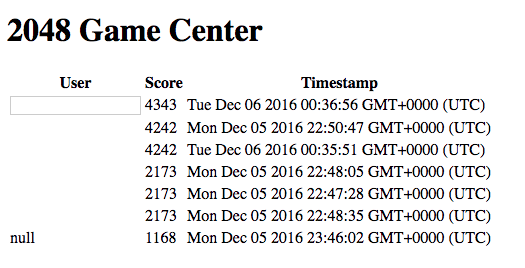 2048 Game Center
User Score Timestamp
4343 Tue Dec 06 2016 00:36:56 GMT+0000 (UTC)
4242 Mon Dec 05 2016 22:50:47 GMT+0000 (UTC)
4242 Tue Dec 06 2016 00:35:51 GMT+0000 (UTC)
2173 Mon Dec 05 2016 22:48:05 GMT+0000 (UTC)
2173 Mon Dec 05 2016 22:47:28 GMT+0000 (UTC)
2173 Mon Dec 05 2016 22:48:35 GMT+0000 (UTC)
null 1168 Mon Dec 05 2016 23:46:02 GMT+0000 (UTC)